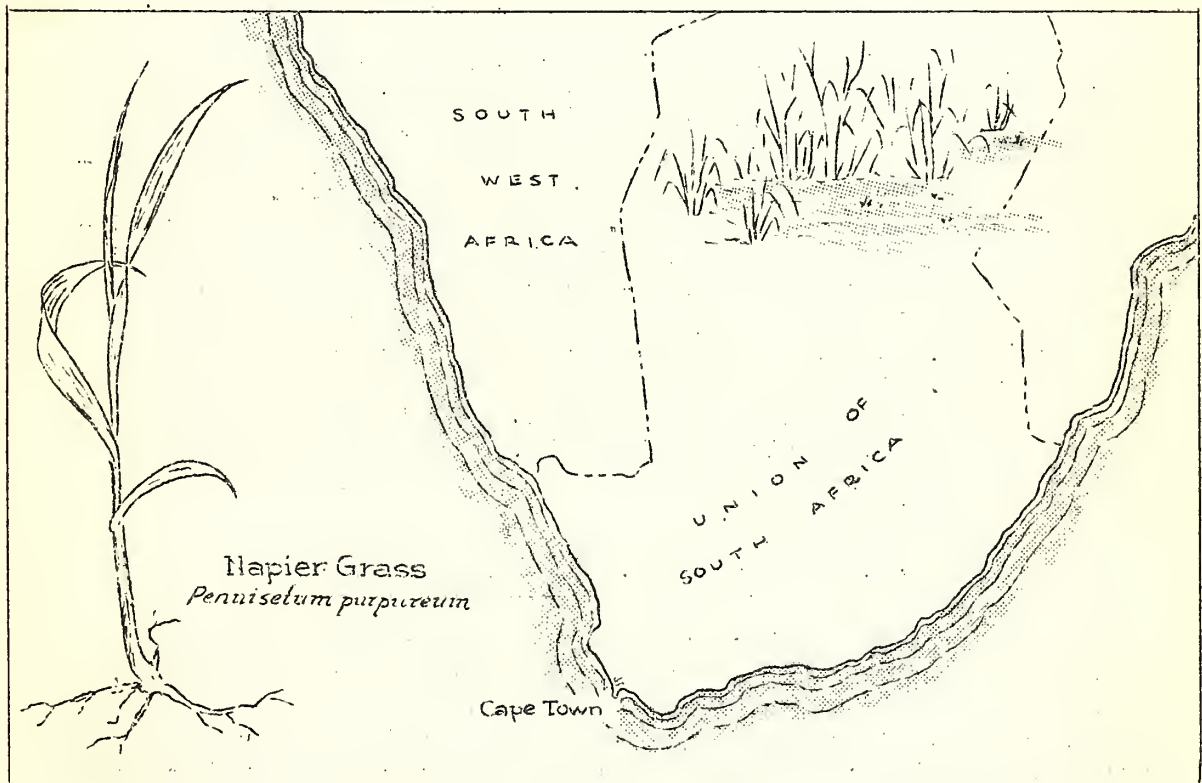 SOUTH
WEST
AFRICA
UNION OF
SOUTH AFRICA
Napier Grass
Pennisetum purpureum
Cape Town